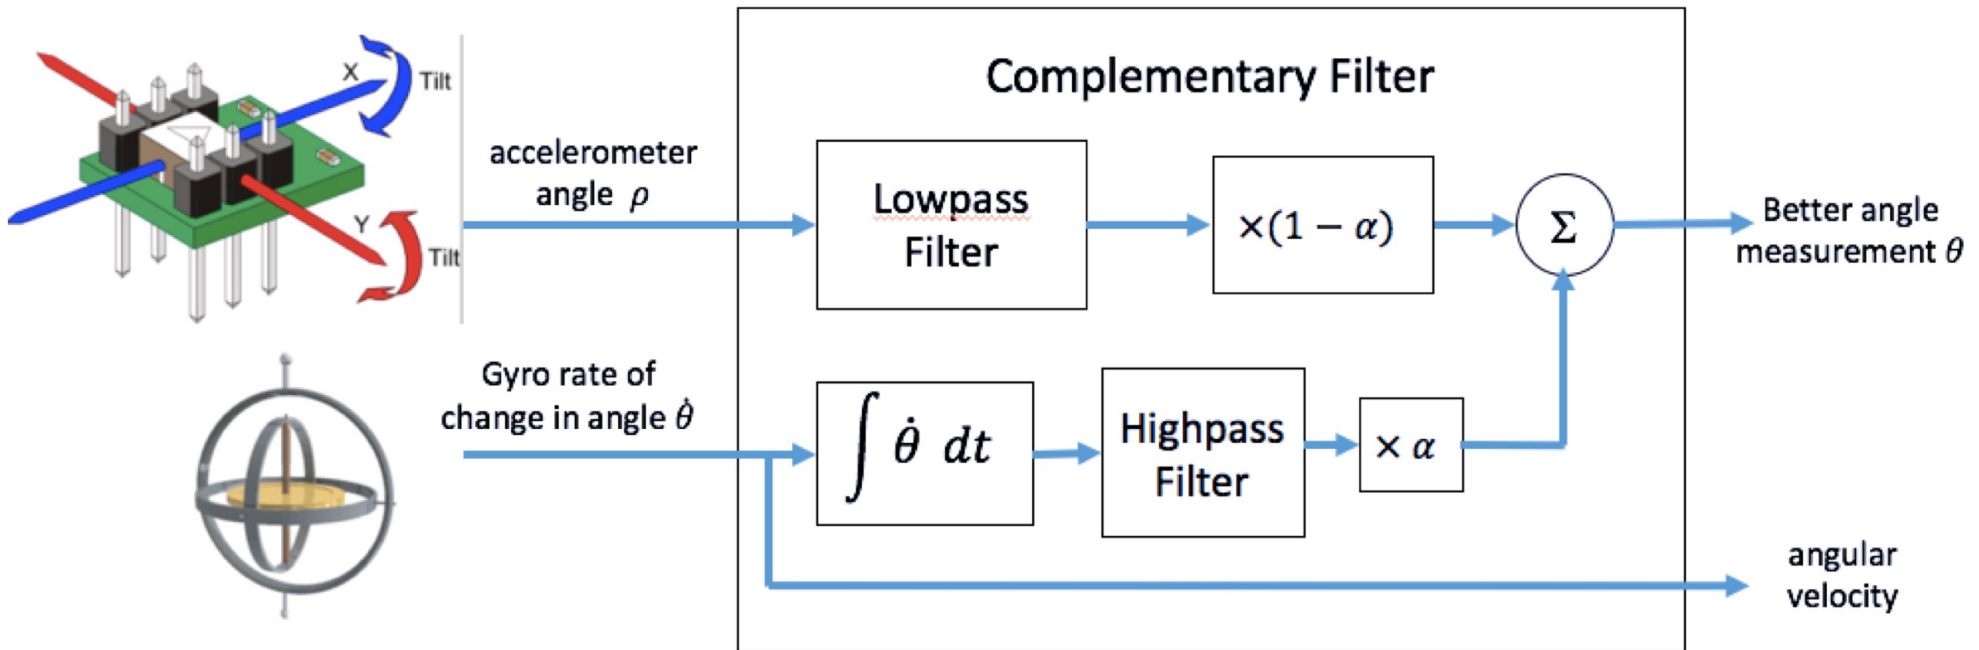 Complementary Filter
X
Tilt
Y
Tilt
accelerometer
angle ρ
Lowpass
Filter
×(1 − α)
Σ
Better angle
measurement θ
Gyro rate of
change in angle θ̇
∫ θ̇ dt
Highpass
Filter
× α
angular
velocity